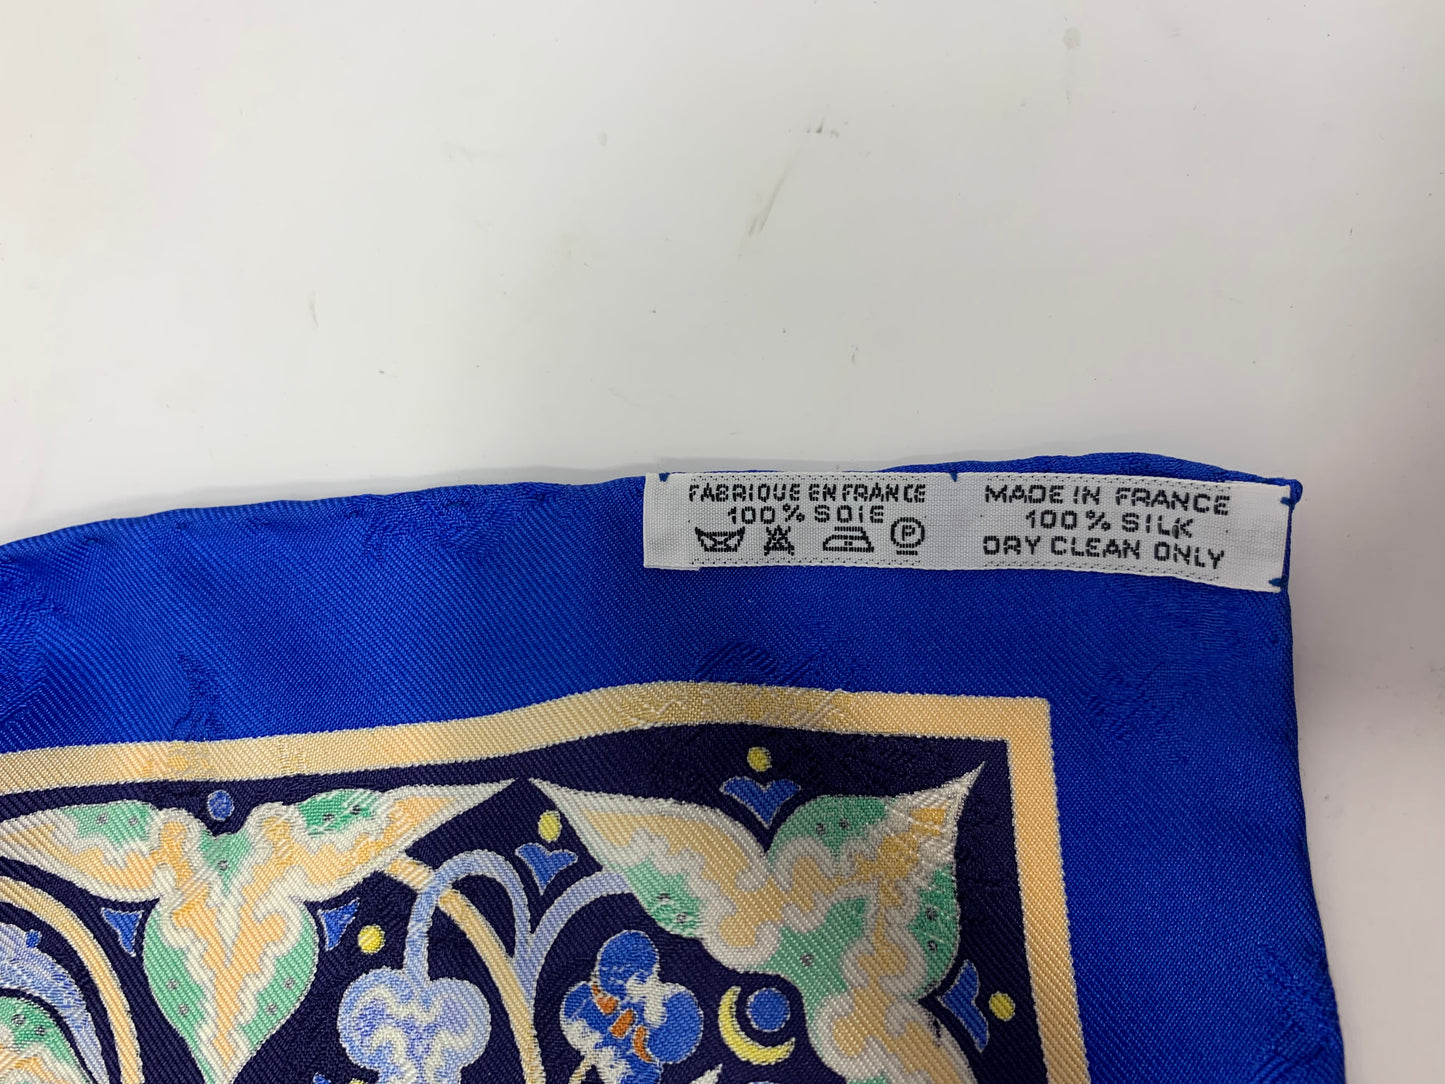 FABRIQUE EN FRANCE
100% SOIE
P
MADE IN FRANCE
100% SILK
DRY CLEAN ONLY